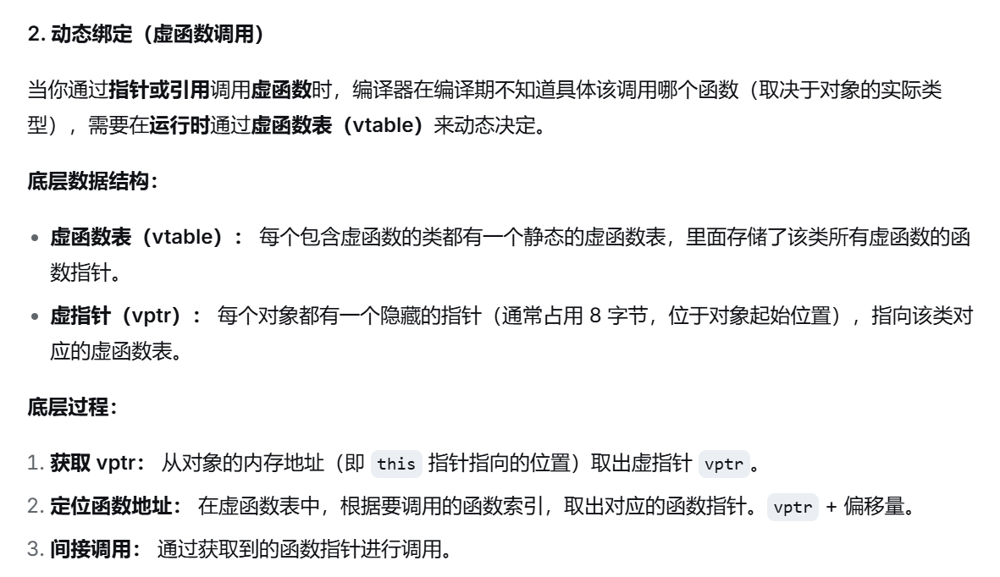 2. 动态绑定（虚函数调用）
当你通过指针或引用调用虚函数时，编译器在编译期不知道具体该调用哪个函数（取决于对象的实际类
型），需要在运行时通过虚函数表（vtable）来动态决定。
底层数据结构：
• 虚函数表（vtable）： 每个包含虚函数的类都有一个静态的虚函数表，里面存储了该类所有虚函数的函
数指针。
• 虚指针（vptr）： 每个对象都有一个隐藏的指针（通常占用 8 字节，位于对象起始位置），指向该类对
应的虚函数表。
底层过程：
1. 获取 vptr： 从对象的内存地址（即 this 指针指向的位置）取出虚指针 vptr。
2. 定位函数地址： 在虚函数表中，根据要调用的函数索引，取出对应的函数指针。vptr + 偏移量。
3. 间接调用： 通过获取到的函数指针进行调用。